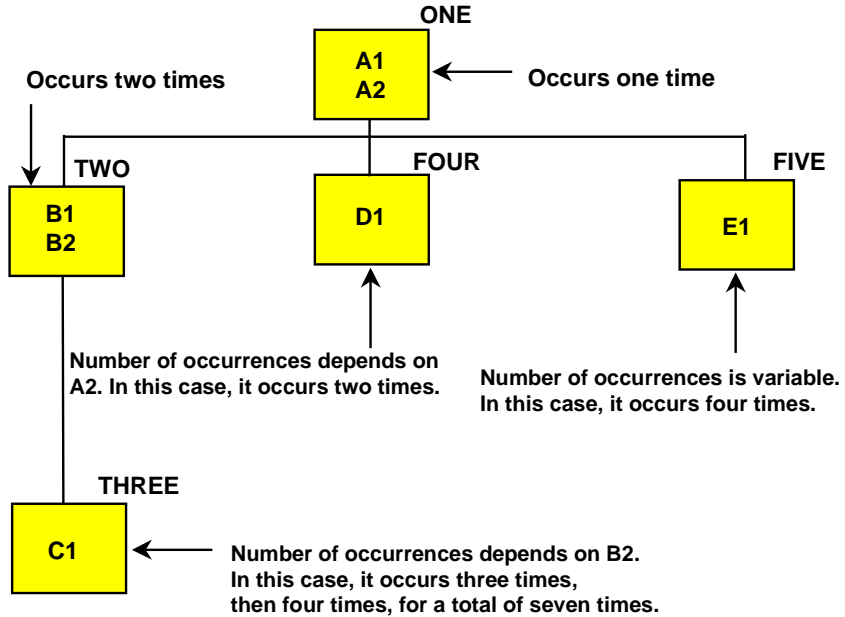 ONE
A1
A2
Occurs two times
Occurs one time
TWO
FOUR
FIVE
B1
B2
D1
E1
Number of occurrences depends on
A2. In this case, it occurs two times.
Number of occurrences is variable.
In this case, it occurs four times.
THREE
C1
Number of occurrences depends on B2.
In this case, it occurs three times,
then four times, for a total of seven times.